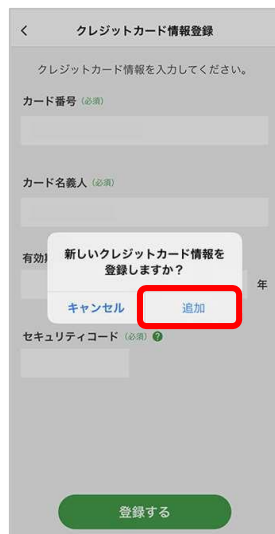 クレジットカード情報登録
クレジットカード情報を入力してください。
カード番号 (必須)
カード名義人 (必須)
有効
年
新しいクレジットカード情報を
登録しますか？
キャンセル
追加
セキュリティコード (必須) ?
登録する